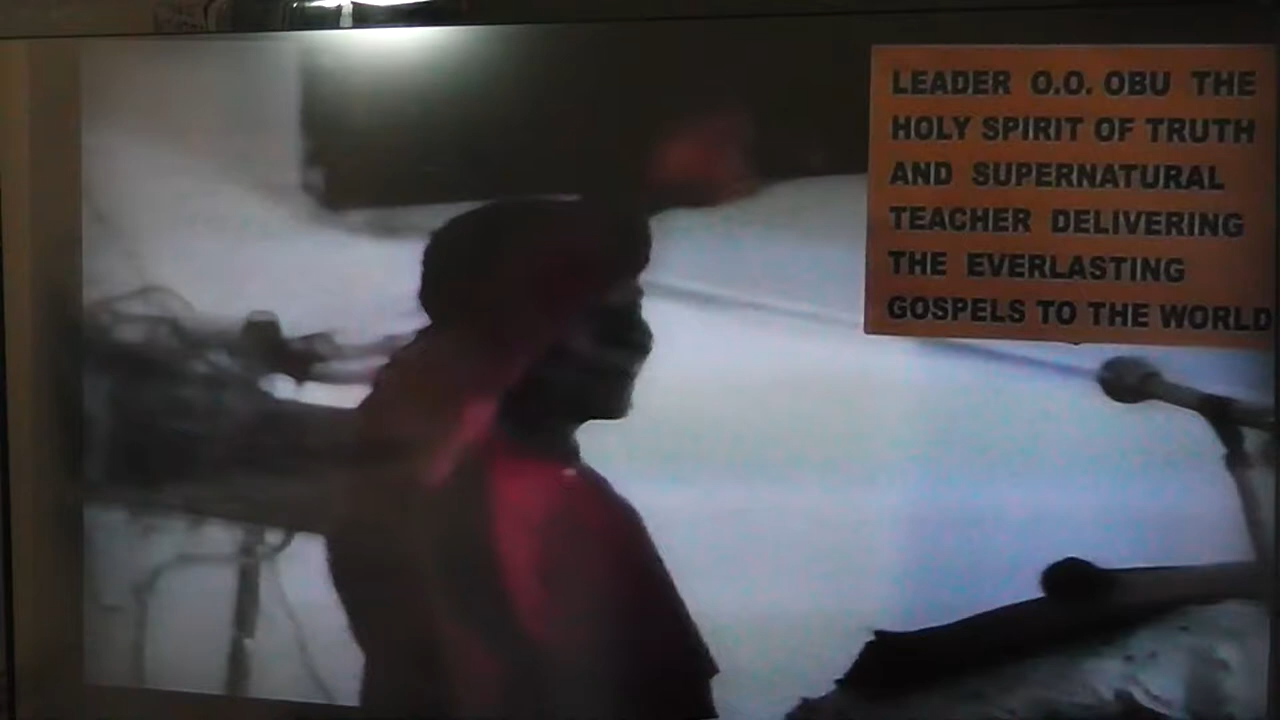 LEADER O.O. OBU THE
HOLY SPIRIT OF TRUTH
AND SUPERNATURAL
TEACHER DELIVERING
THE EVERLASTING
GOSPELS TO THE WORLD